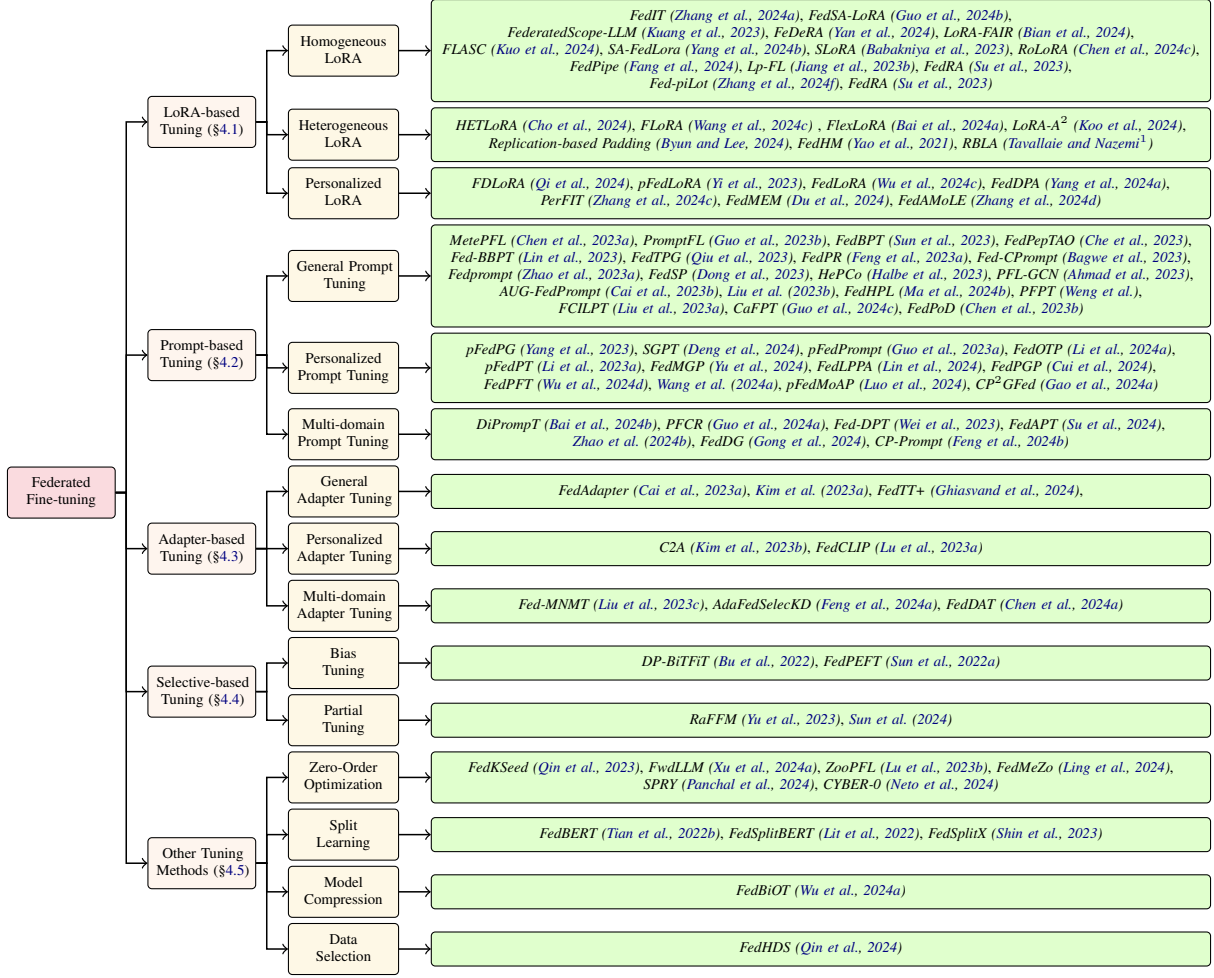 Federated
Fine-tuning
LoRA-based
Tuning (§4.1)
Homogeneous
LoRA
FedIT (Zhang et al., 2024a), FedSA-LoRA (Guo et al., 2024b),
FederatedScope-LLM (Kuang et al., 2023), FeDeRA (Yan et al., 2024), LoRA-FAIR (Bian et al., 2024),
FLASC (Kuo et al., 2024), SA-FedLora (Yang et al., 2024b), SLoRA (Babakniya et al., 2023), RoLoRA (Chen et al., 2024c),
FedPipe (Fang et al., 2024), Lp-FL (Jiang et al., 2023b), FedRA (Su et al., 2023),
Fed-piLot (Zhang et al., 2024f), FedRA (Su et al., 2023)
Heterogeneous
LoRA
HETLoRA (Cho et al., 2024), FLoRA (Wang et al., 2024c) , FlexLoRA (Bai et al., 2024a), LoRA-A² (Koo et al., 2024),
Replication-based Padding (Byun and Lee, 2024), FedHM (Yao et al., 2021), RBLA (Tavallaie and Nazemi¹)
Personalized
LoRA
FDLoRA (Qi et al., 2024), pFedLoRA (Yi et al., 2023), FedLoRA (Wu et al., 2024c), FedDPA (Yang et al., 2024a)
PerFIT (Zhang et al., 2024c), FedMEM (Du et al., 2024), FedAMoLE (Zhang et al., 2024d)
Prompt-based
Tuning (§4.2)
General Prompt
Tuning
MetePFL (Chen et al., 2023a), PromptFL (Guo et al., 2023b), FedBPT (Sun et al., 2023), FedPepTAO (Che et al., 2023),
Fed-BBPT (Lin et al., 2023), FedTPG (Qiu et al., 2023), FedPR (Feng et al., 2023a), Fed-CPrompt (Bagwe et al., 2023),
Fedprompt (Zhao et al., 2023a), FedSP (Dong et al., 2023), HePCo (Halbe et al., 2023), PFL-GCN (Ahmad et al., 2023),
AUG-FedPrompt (Cai et al., 2023b), Liu et al. (2023b), FedHPL (Ma et al., 2024b), PFPT (Weng et al.),
FCILPT (Liu et al., 2023a), CaFPT (Guo et al., 2024c), FedPoD (Chen et al., 2023b)
Personalized
Prompt Tuning
pFedPG (Yang et al., 2023), SGPT (Deng et al., 2024), pFedPrompt (Guo et al., 2023a), FedOTP (Li et al., 2024a),
pFedPT (Li et al., 2023a), FedMGP (Yu et al., 2024), FedLPPA (Lin et al., 2024), FedPGP (Cui et al., 2024),
FedPFT (Wu et al., 2024d), Wang et al. (2024a), pFedMoAP (Luo et al., 2024), CP²GFed (Gao et al., 2024a)
Multi-domain
Prompt Tuning
DiPrompT (Bai et al., 2024b), PFCR (Guo et al., 2024a), Fed-DPT (Wei et al., 2023), FedAPT (Su et al., 2024),
Zhao et al. (2024b), FedDG (Gong et al., 2024), CP-Prompt (Feng et al., 2024b)
Adapter-based
Tuning (§4.3)
General
Adapter Tuning
FedAdapter (Cai et al., 2023a), Kim et al. (2023a), FedTT+ (Ghiasvand et al., 2024),
Personalized
Adapter Tuning
C2A (Kim et al., 2023b), FedCLIP (Lu et al., 2023a)
Multi-domain
Adapter Tuning
Fed-MNMT (Liu et al., 2023c), AdaFedSelecKD (Feng et al., 2024a), FedDAT (Chen et al., 2024a)
Selective-based
Tuning (§4.4)
Bias
Tuning
DP-BiTFiT (Bu et al., 2022), FedPEFT (Sun et al., 2022a)
Partial
Tuning
RaFFM (Yu et al., 2023), Sun et al. (2024)
Other Tuning
Methods (§4.5)
Zero-Order
Optimization
FedKSeed (Qin et al., 2023), FwdLLM (Xu et al., 2024a), ZooPFL (Lu et al., 2023b), FedMeZo (Ling et al., 2024),
SPRY (Panchal et al., 2024), CYBER-0 (Neto et al., 2024)
Split
Learning
FedBERT (Tian et al., 2022b), FedSplitBERT (Lit et al., 2022), FedSplitX (Shin et al., 2023)
Model
Compression
FedBiOT (Wu et al., 2024a)
Data
Selection
FedHDS (Qin et al., 2024)